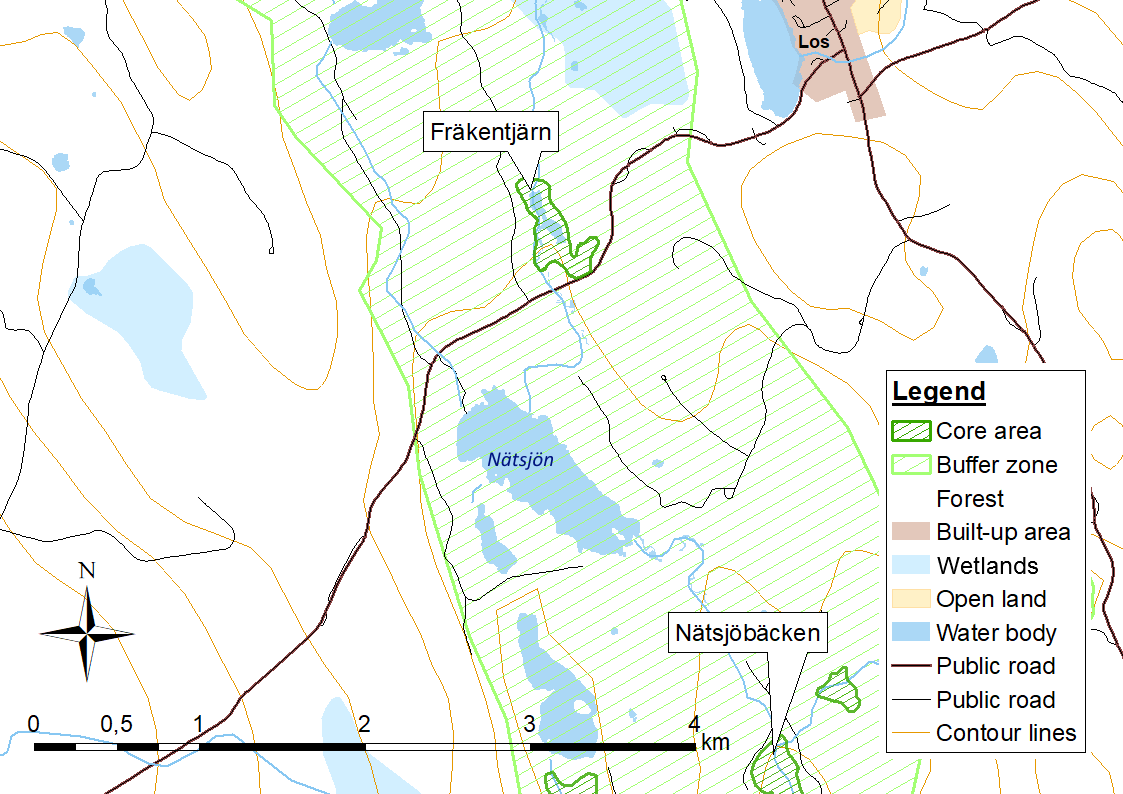 Los
Fräkentjärn
Nätsjön
Nätsjöbäcken
N
0 0,5 1 2 3 4
km
Legend
Core area
Buffer zone
Forest
Built-up area
Wetlands
Open land
Water body
Public road
Public road
Contour lines